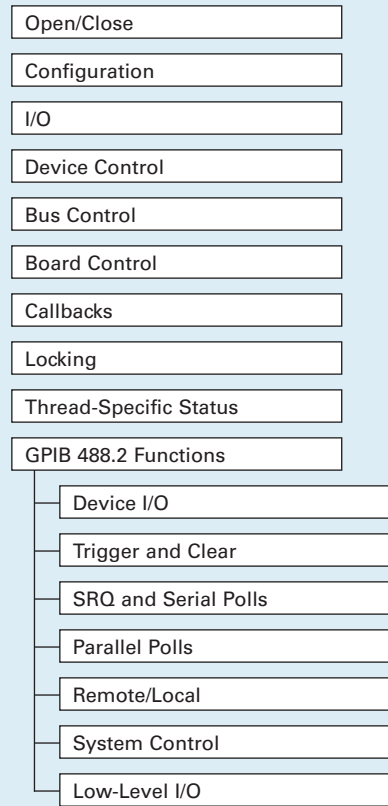 Open/Close
Configuration
I/O
Device Control
Bus Control
Board Control
Callbacks
Locking
Thread-Specific Status
GPIB 488.2 Functions
Device I/O
Trigger and Clear
SRQ and Serial Polls
Parallel Polls
Remote/Local
System Control
Low-Level I/O